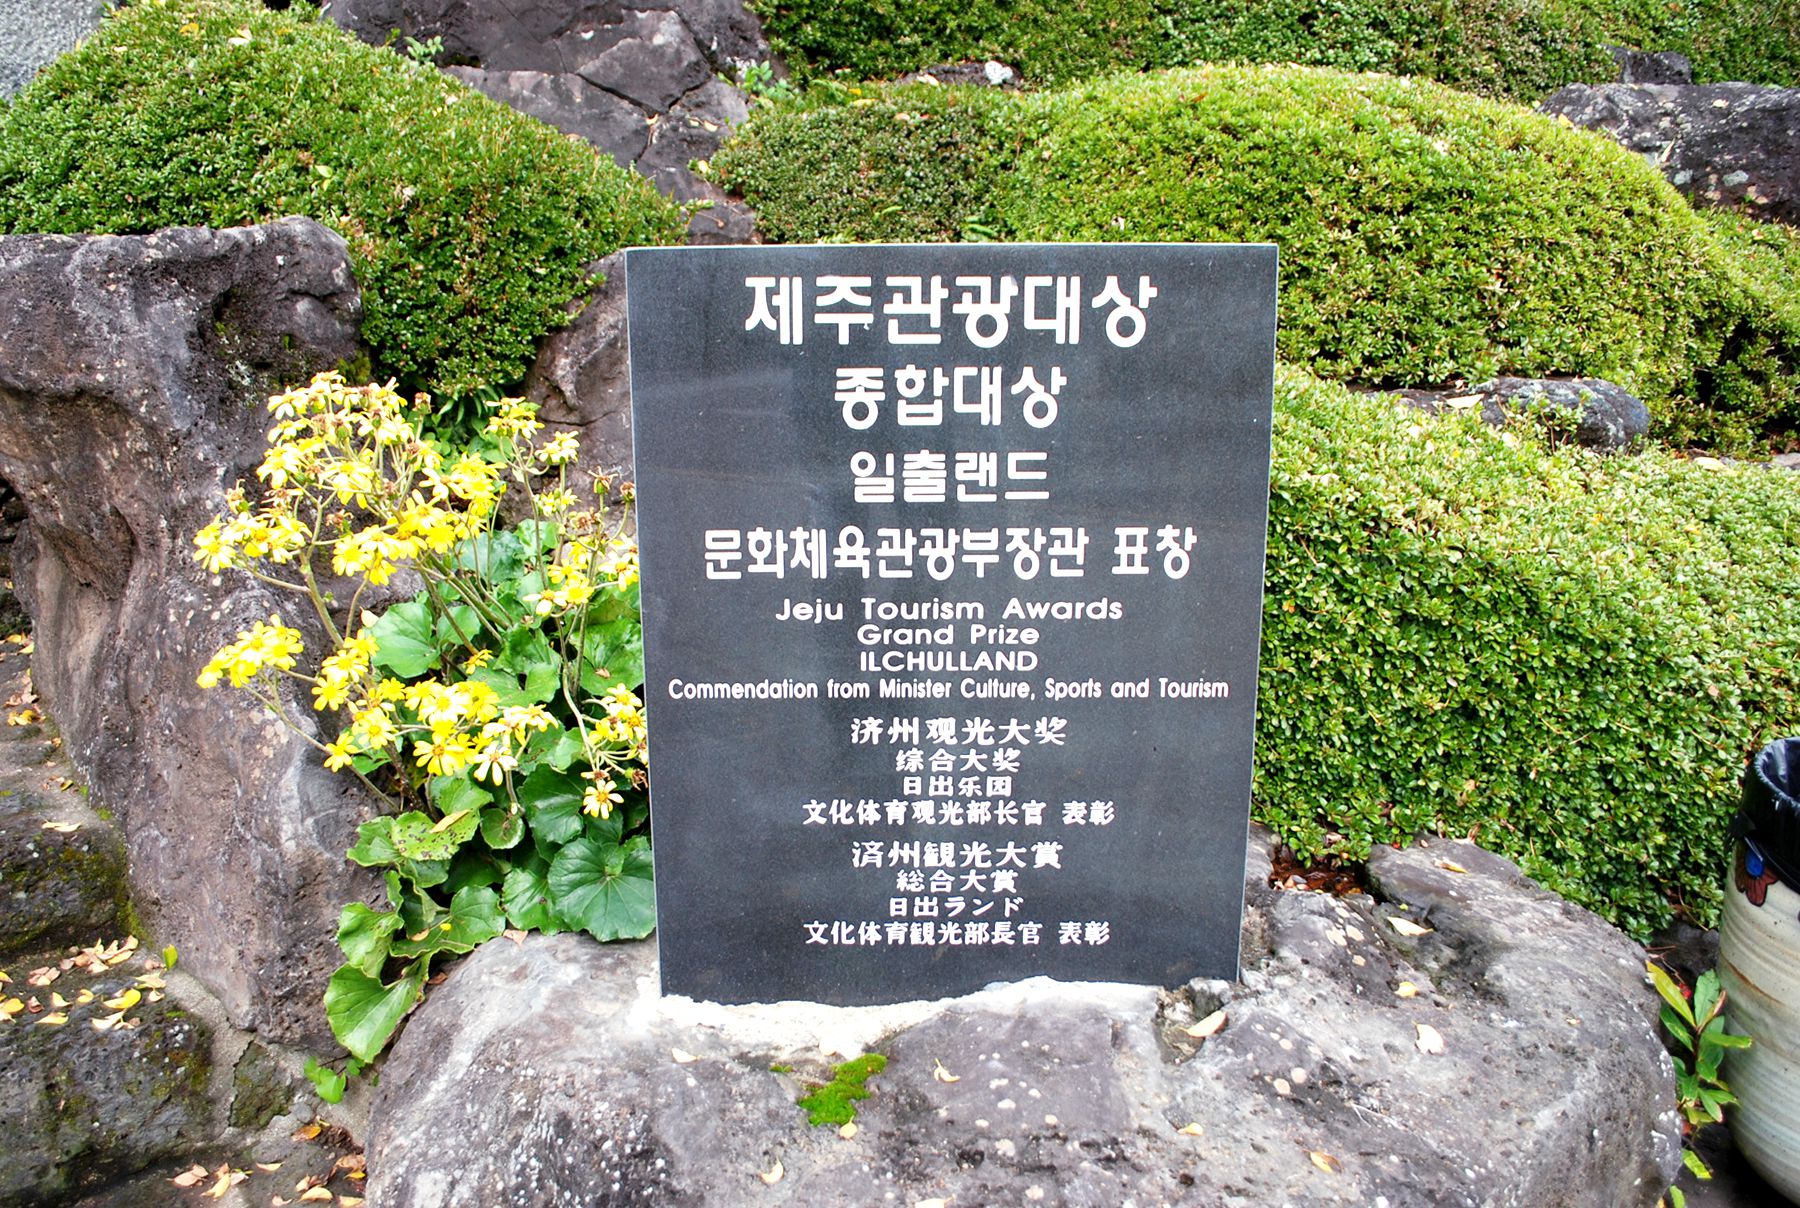 제주관광대상
종합대상
일출랜드
문화체육관광부장관 표창
Jeju Tourism Awards
Grand Prize
ILCHULLAND
Commendation from Minister Culture, Sports and Tourism
济州观光大奖
综合大奖
日出乐园
文化体育观光部长官 表彰
済州観光大賞
総合大賞
日出ランド
文化体育観光部長官 表彰